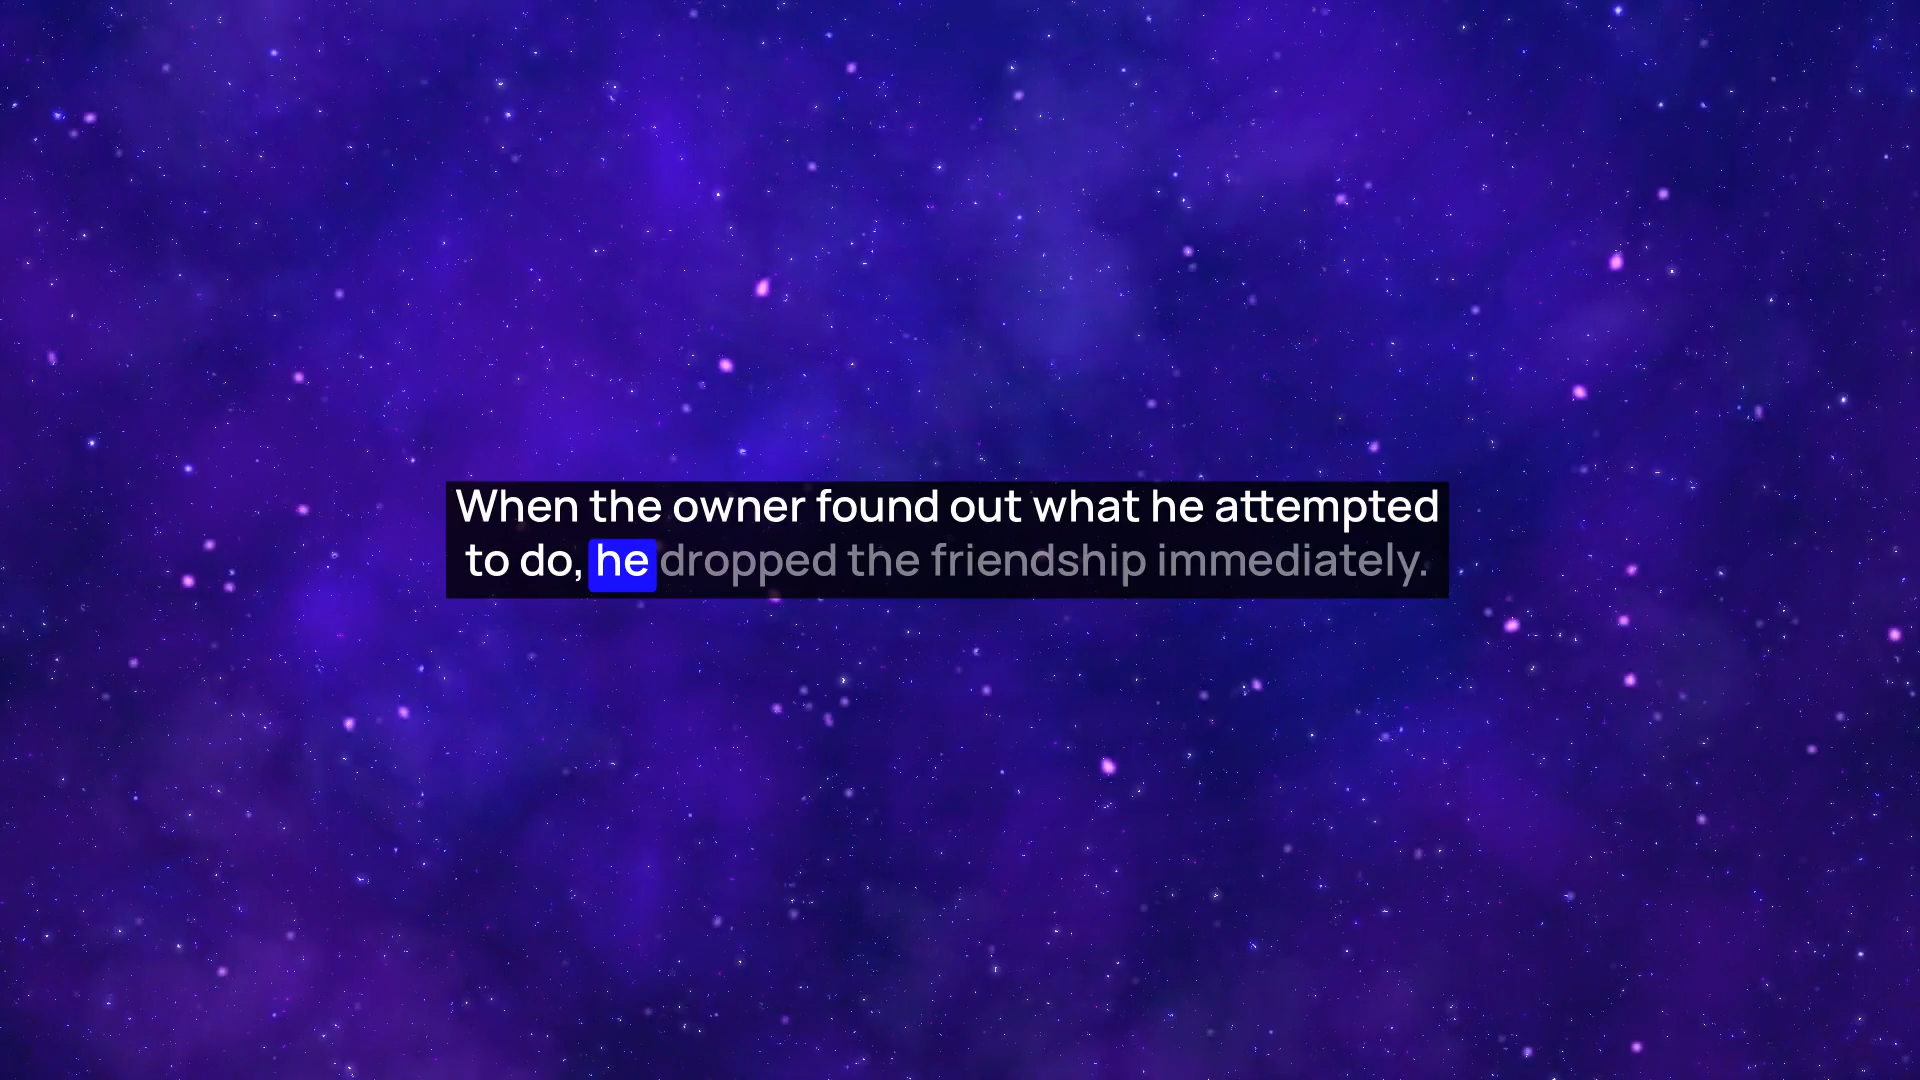 When the owner found out what he attempted
to do, he dropped the friendship immediately.